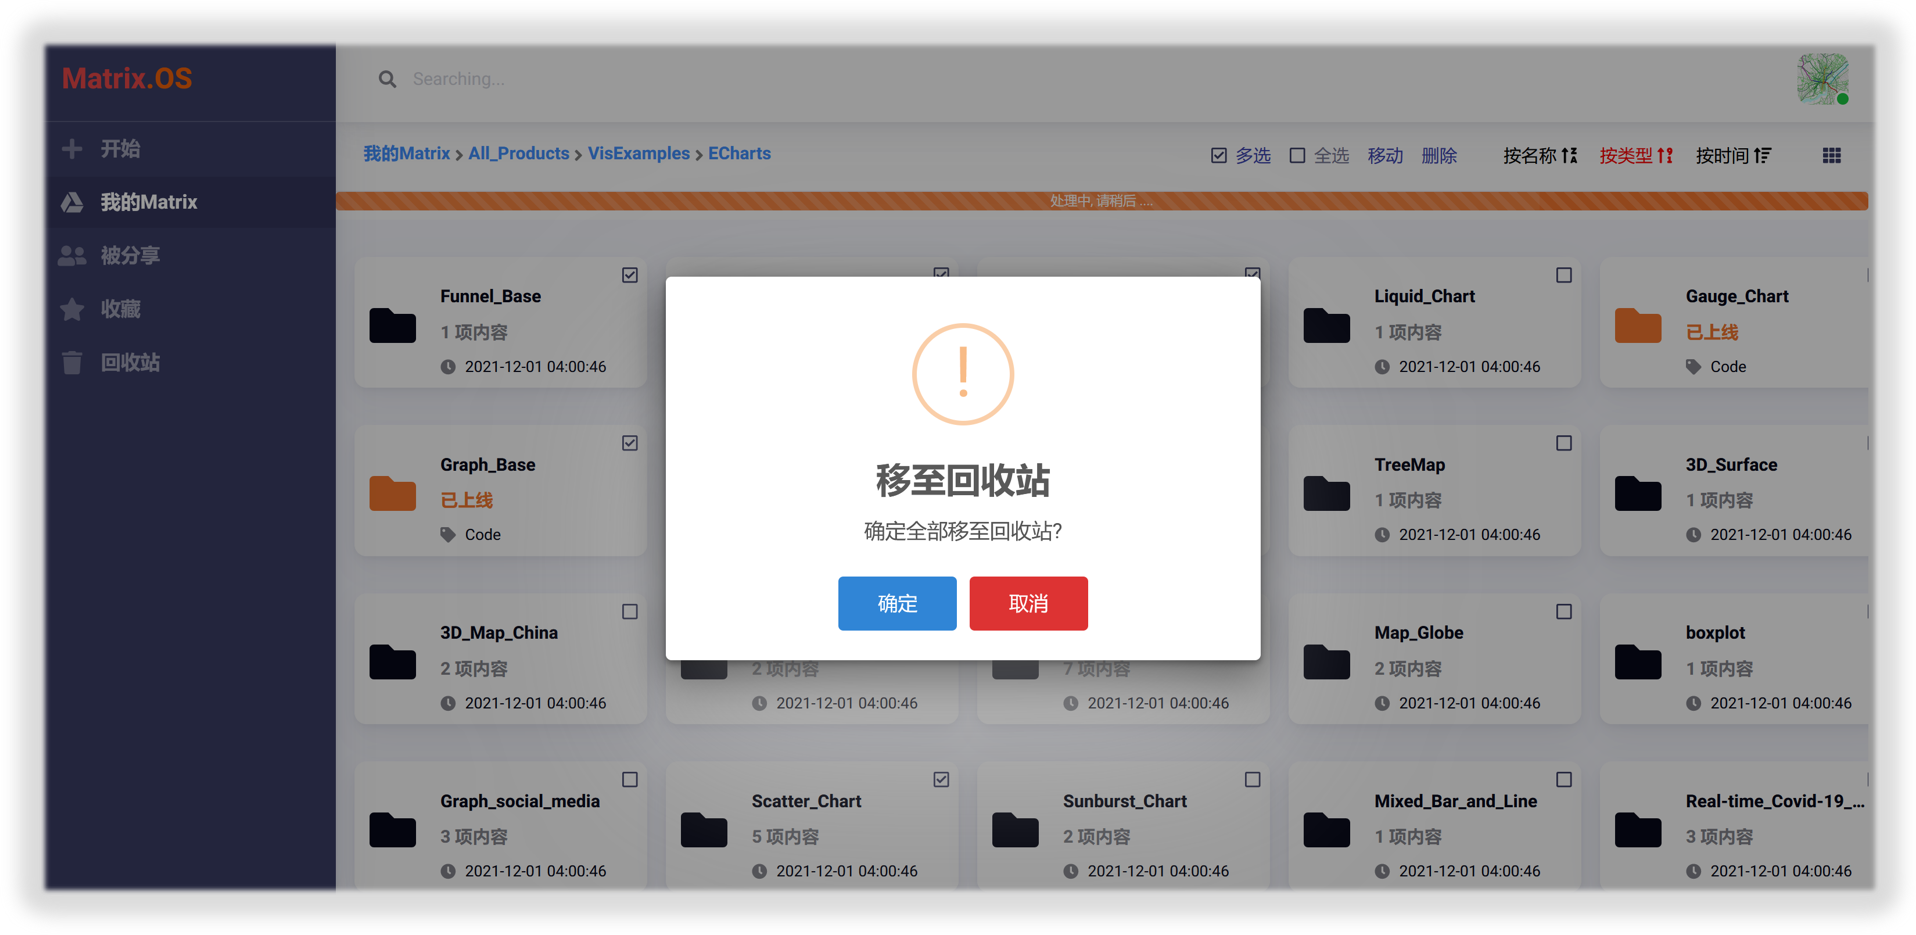 Matrix.OS
Searching...
开始
我的Matrix
被分享
收藏
回收站
我的Matrix > All_Products > VisExamples > ECharts
多选 全选 移动 删除 按名称 按类型 按时间
处理中, 请稍后 ....
Funnel_Base
1 项内容
2021-12-01 04:00:46
Liquid_Chart
1 项内容
2021-12-01 04:00:46
Gauge_Chart
已上线
Code
Graph_Base
已上线
Code
TreeMap
1 项内容
2021-12-01 04:00:46
3D_Surface
1 项内容
2021-12-01 04:00:46
移至回收站
确定全部移至回收站?
确定 取消
3D_Map_China
2 项内容
2021-12-01 04:00:46
2 项内容
2021-12-01 04:00:46
7 项内容
2021-12-01 04:00:46
Map_Globe
2 项内容
2021-12-01 04:00:46
boxplot
1 项内容
2021-12-01 04:00:46
Graph_social_media
3 项内容
2021-12-01 04:00:46
Scatter_Chart
5 项内容
2021-12-01 04:00:46
Sunburst_Chart
2 项内容
2021-12-01 04:00:46
Mixed_Bar_and_Line
1 项内容
2021-12-01 04:00:46
Real-time_Covid-19_...
3 项内容
2021-12-01 04:00:46